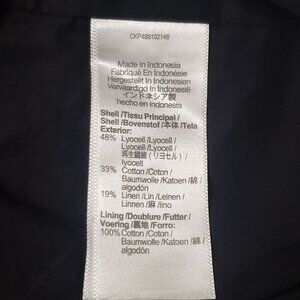 CKP488102148
Made In Indonesia
Fabriqué En Indonésie
Hergestellt In Indonesien
Vervaardigd In Indonesië
インドネシア製
hecho en indonesia
Shell /Tissu Principal /
Shell /Bovenstof /本体 /Tela
Exterior:
48% Lyocell /Lyocell /
Lyocell /Lyocell /
再生繊維 (リヨセル) /
lyocell
33% Cotton /Coton /
Baumwolle /Katoen /綿 /
algodón
19% Linen /Lin /Leinen /
Linnen /麻 /lino
Lining /Doublure /Futter /
Voering /裏地 /Forro:
100% Cotton /Coton /
Baumwolle /Katoen /綿 /
algodón